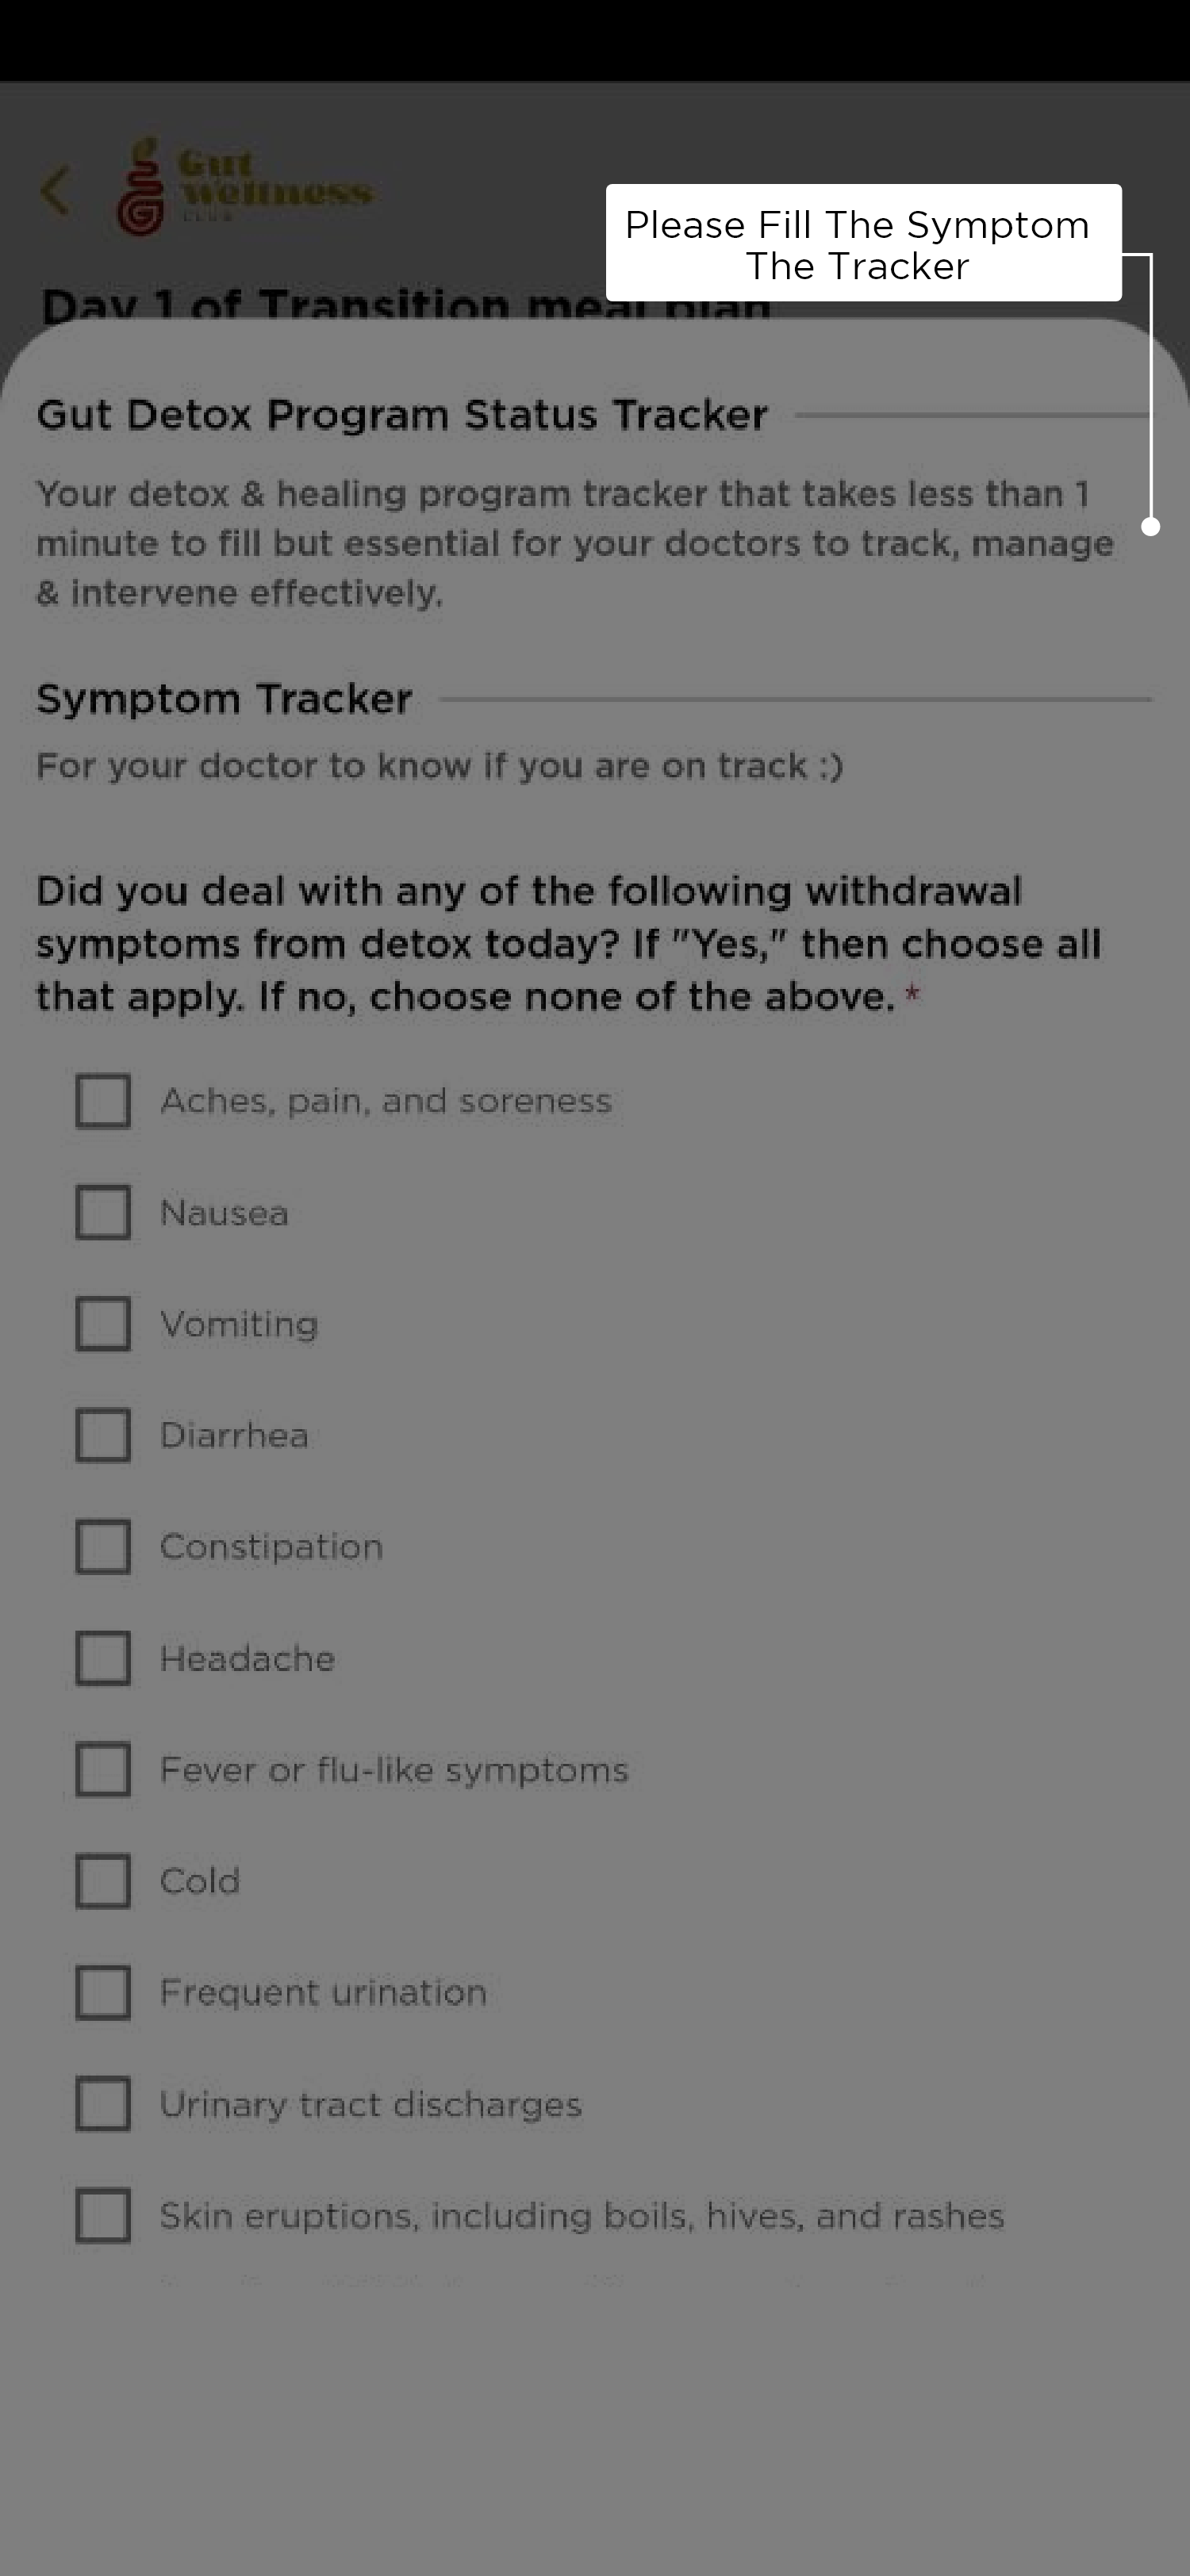 Gut
Wellness
CLUB
Please Fill The Symptom
The Tracker
Day 1 of Transition meal plan
Gut Detox Program Status Tracker
Your detox & healing program tracker that takes less than 1
minute to fill but essential for your doctors to track, manage
& intervene effectively.
Symptom Tracker
For your doctor to know if you are on track :)
Did you deal with any of the following withdrawal
symptoms from detox today? If "Yes," then choose all
that apply. If no, choose none of the above. *
Aches, pain, and soreness
Nausea
Vomiting
Diarrhea
Constipation
Headache
Fever or flu-like symptoms
Cold
Frequent urination
Urinary tract discharges
Skin eruptions, including boils, hives, and rashes